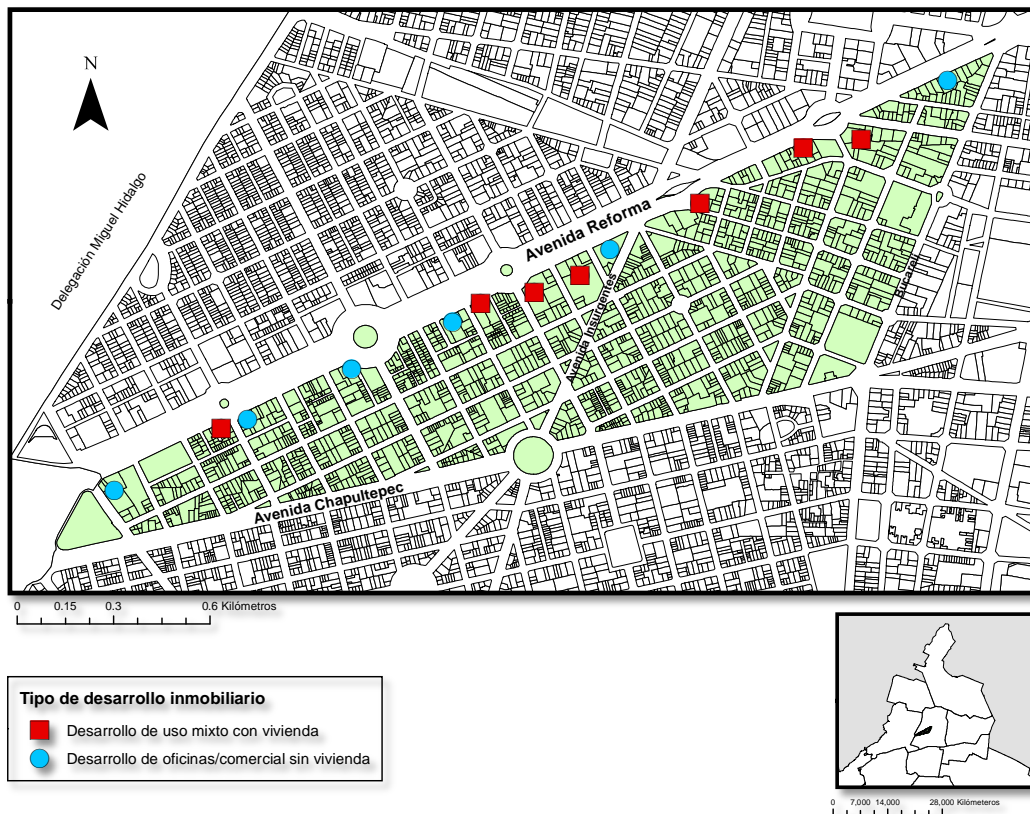 N
Delegación Miguel Hidalgo
Avenida Reforma
Avenida Insurgentes
Bucareli
Avenida Chapultepec
0 0.15 0.3 0.6 Kilómetros
Tipo de desarrollo inmobiliario
Desarrollo de uso mixto con vivienda
Desarrollo de oficinas/comercial sin vivienda
0 7,000 14,000 28,000 Kilómeteros